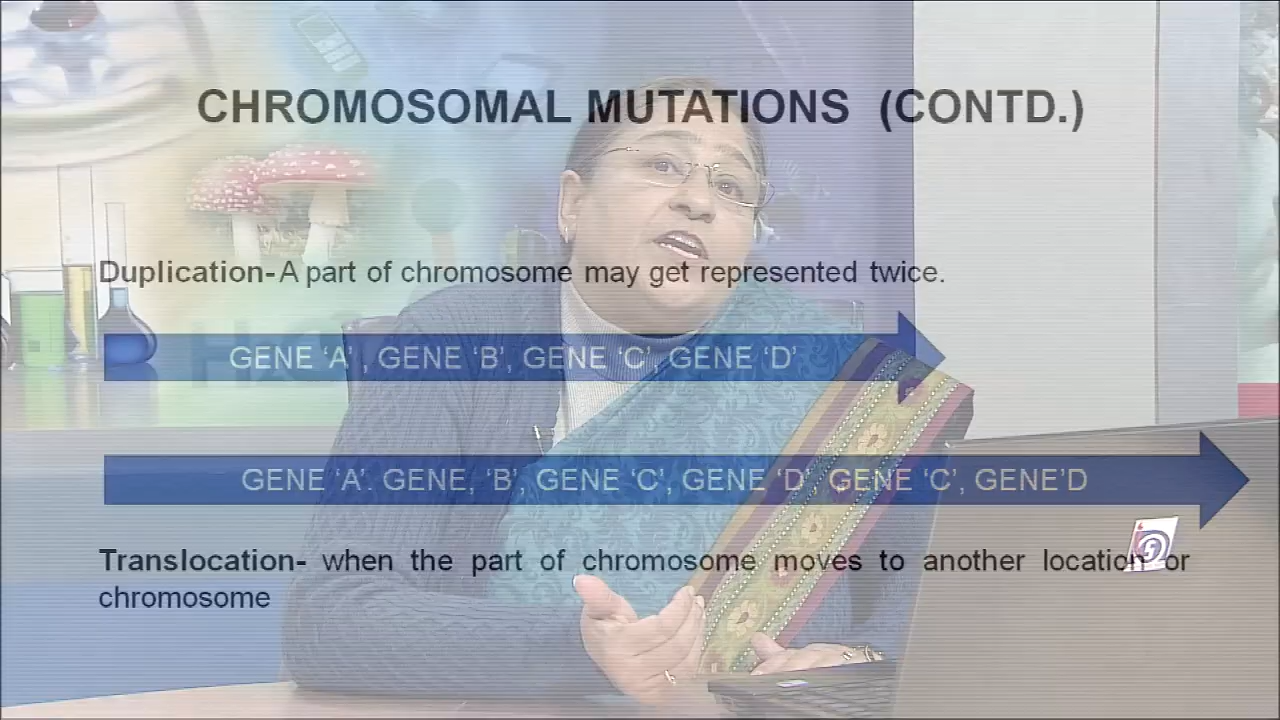 CHROMOSOMAL MUTATIONS (CONTD.)
Duplication- A part of chromosome may get represented twice.
GENE ‘A’ , GENE ‘B’, GENE ‘C’, GENE ‘D’
GENE ‘A’. GENE, ‘B’, GENE ‘C’, GENE ‘D’, GENE ‘C’, GENE’D
Translocation- when the part of chromosome moves to another location or
chromosome